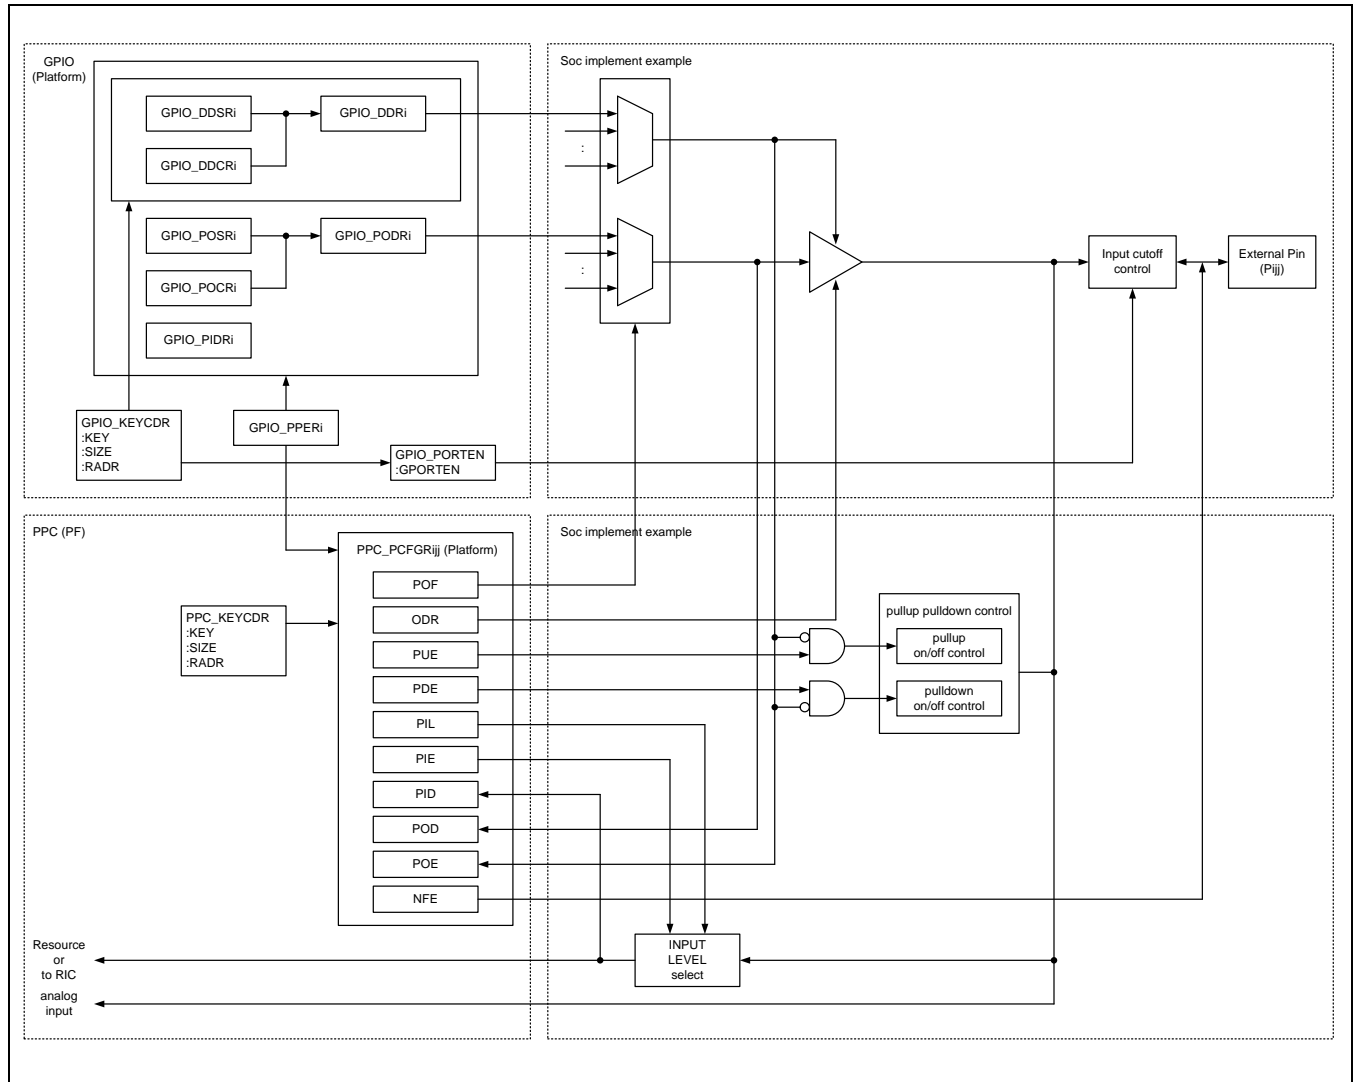 GPIO
(Platform)
GPIO_DDSRi
GPIO_DDRi
GPIO_DDCRi
GPIO_POSRi
GPIO_PODRi
GPIO_POCRi
GPIO_PIDRi
GPIO_KEYCDR
:KEY
:SIZE
:RADR
GPIO_PPERi
GPIO_PORTEN
:GPORTEN
Soc implement example
:
:
Input cutoff
control
External Pin
(Pijj)
PPC (PF)
PPC_PCFGRijj (Platform)
POF
ODR
PUE
PDE
PIL
PIE
PID
POD
POE
NFE
PPC_KEYCDR
:KEY
:SIZE
:RADR
Resource
or
to RIC
analog
input
Soc implement example
pullup pulldown control
pullup
on/off control
pulldown
on/off control
INPUT
LEVEL
select